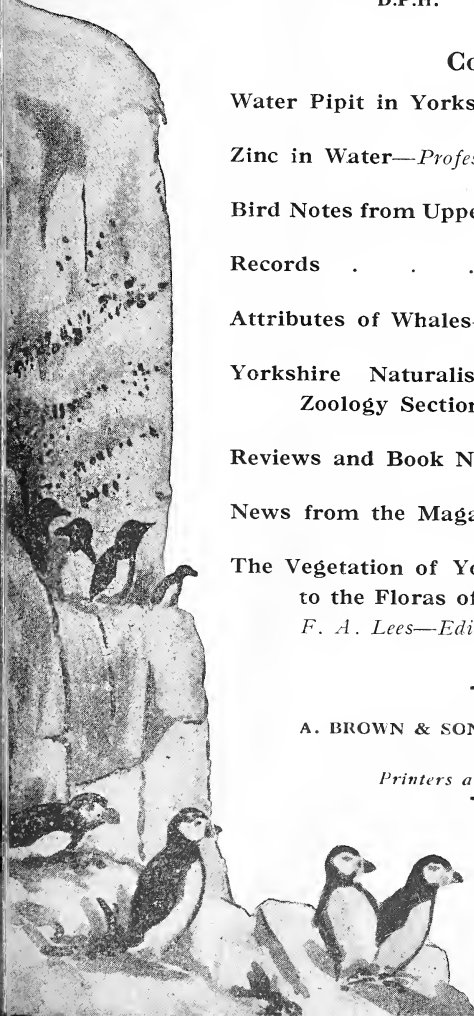 D.P.H.
Co
Water Pipit in Yorks
Zinc in Water—Profes
Bird Notes from Uppe
Records . . .
Attributes of Whales-
Yorkshire Naturalis
Zoology Section
Reviews and Book N
News from the Maga
The Vegetation of Yo
to the Floras of
F. A. Lees—Edi
A. BROWN & SON
Printers a